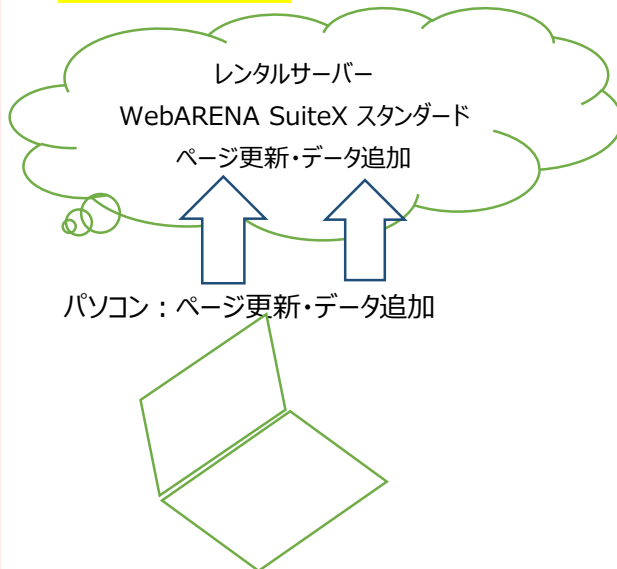 レンタルサーバー
WebARENA SuiteX スタンダード
ページ更新・データ追加
パソコン：ページ更新・データ追加